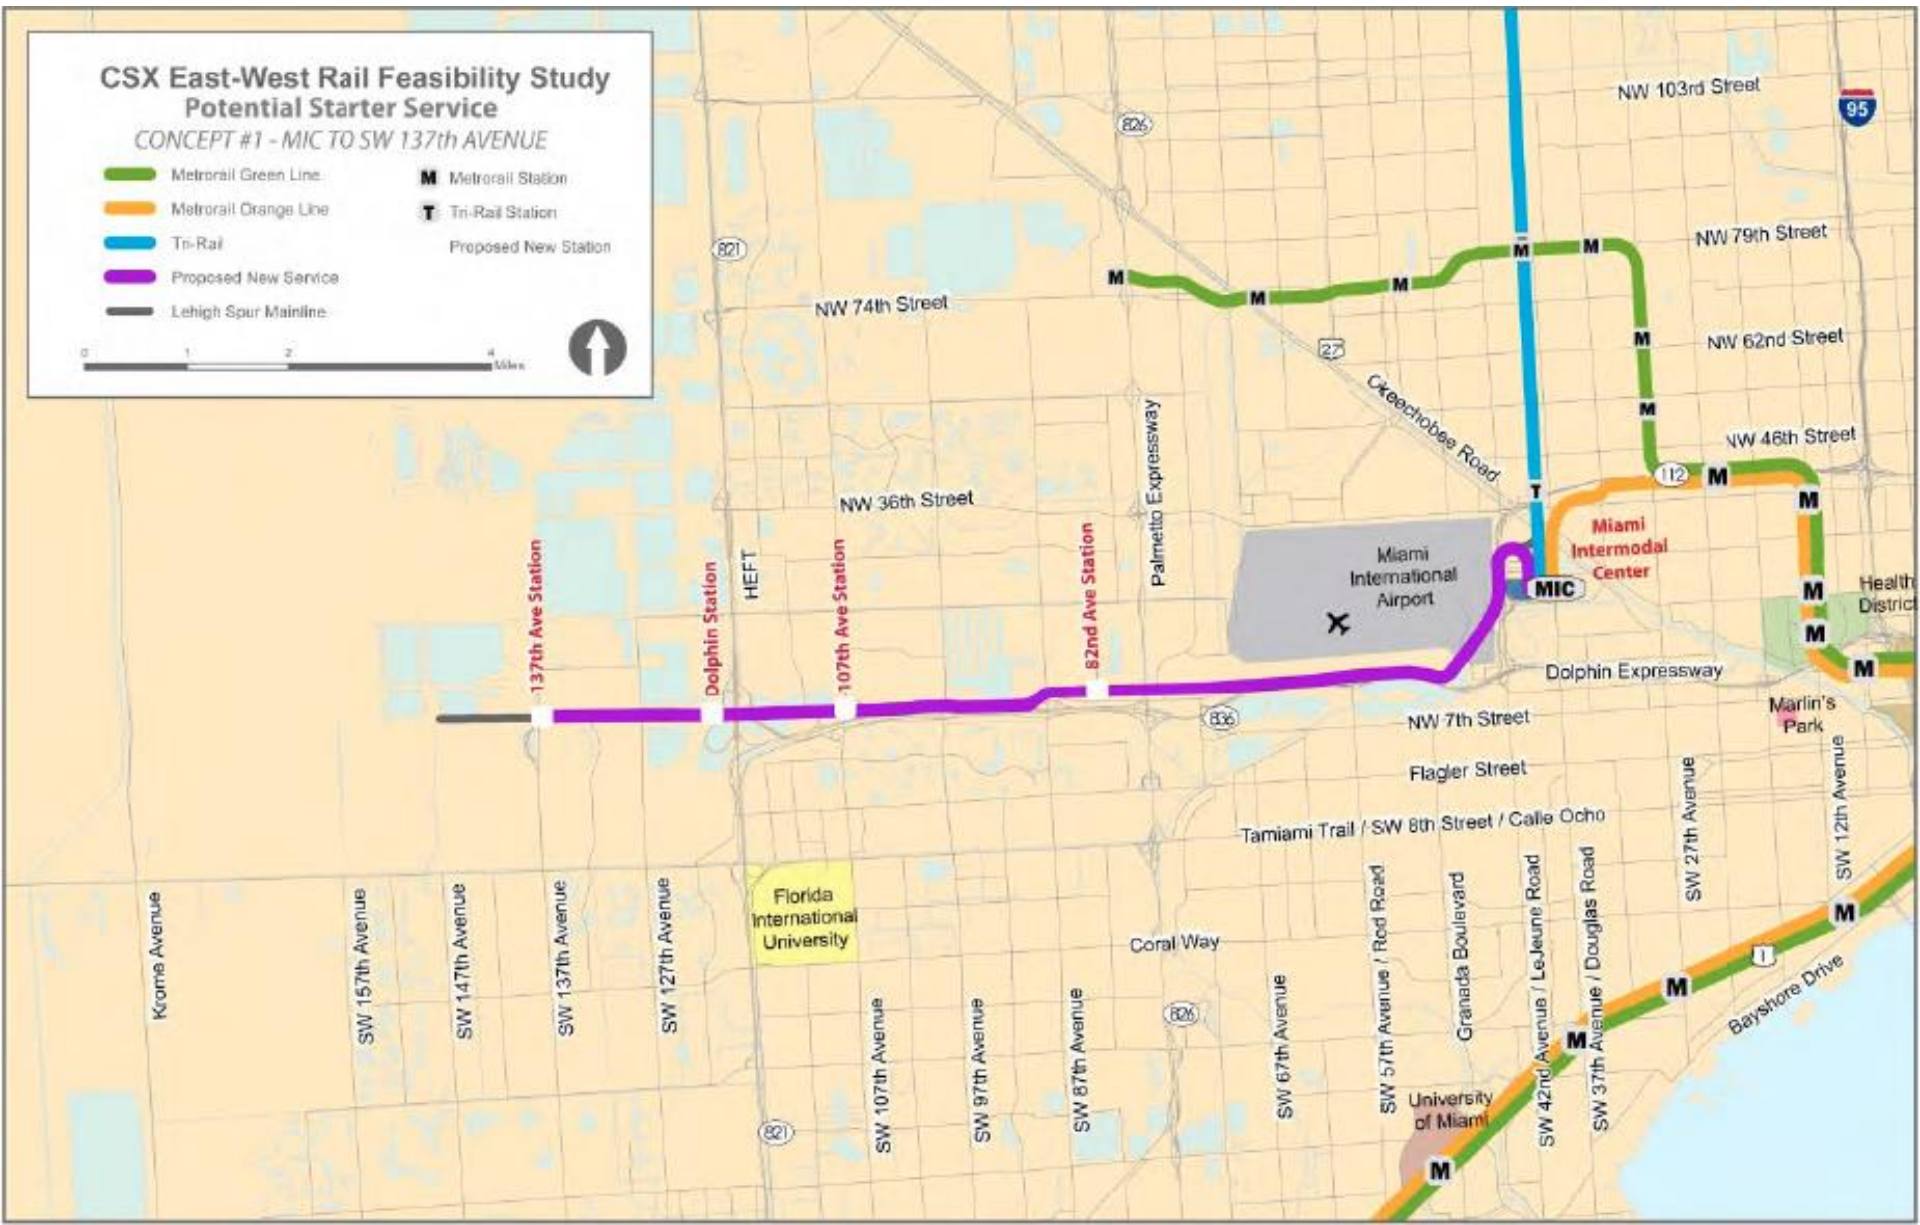 CSX East-West Rail Feasibility Study
Potential Starter Service
CONCEPT #1 - MIC TO SW 137th AVENUE
Metrorail Green Line
M Metrorail Station
Metrorail Orange Line
T Tri-Rail Station
Tri-Rail
Proposed New Station
Proposed New Service
Lehigh Spur Mainline
0 1 2 4 Miles
NW 103rd Street
95
826
821
NW 79th Street
M
M
M
M
M
NW 74th Street
27
M
NW 62nd Street
Okeechobee Road
M
NW 46th Street
Palmetto Expressway
112
M
M
T
NW 36th Street
Miami
Intermodal
Center
Miami
International
Airport
MIC
137th Ave Station
Dolphin Station
HEFT
107th Ave Station
82nd Ave Station
M
Health
District
M
M
Dolphin Expressway
836
NW 7th Street
Marlin's
Park
Flagler Street
Tamiami Trail / SW 8th Street / Calle Ocho
SW 27th Avenue
SW 12th Avenue
Florida
International
University
Krome Avenue
SW 157th Avenue
SW 147th Avenue
SW 137th Avenue
SW 127th Avenue
SW 107th Avenue
SW 97th Avenue
SW 87th Avenue
Coral Way
826
SW 67th Avenue
SW 57th Avenue / Red Road
Granada Boulevard
SW 42nd Avenue / LeJeune Road
SW 37th Avenue / Douglas Road
M
1
M
Bayshore Drive
M
University
of Miami
M
821